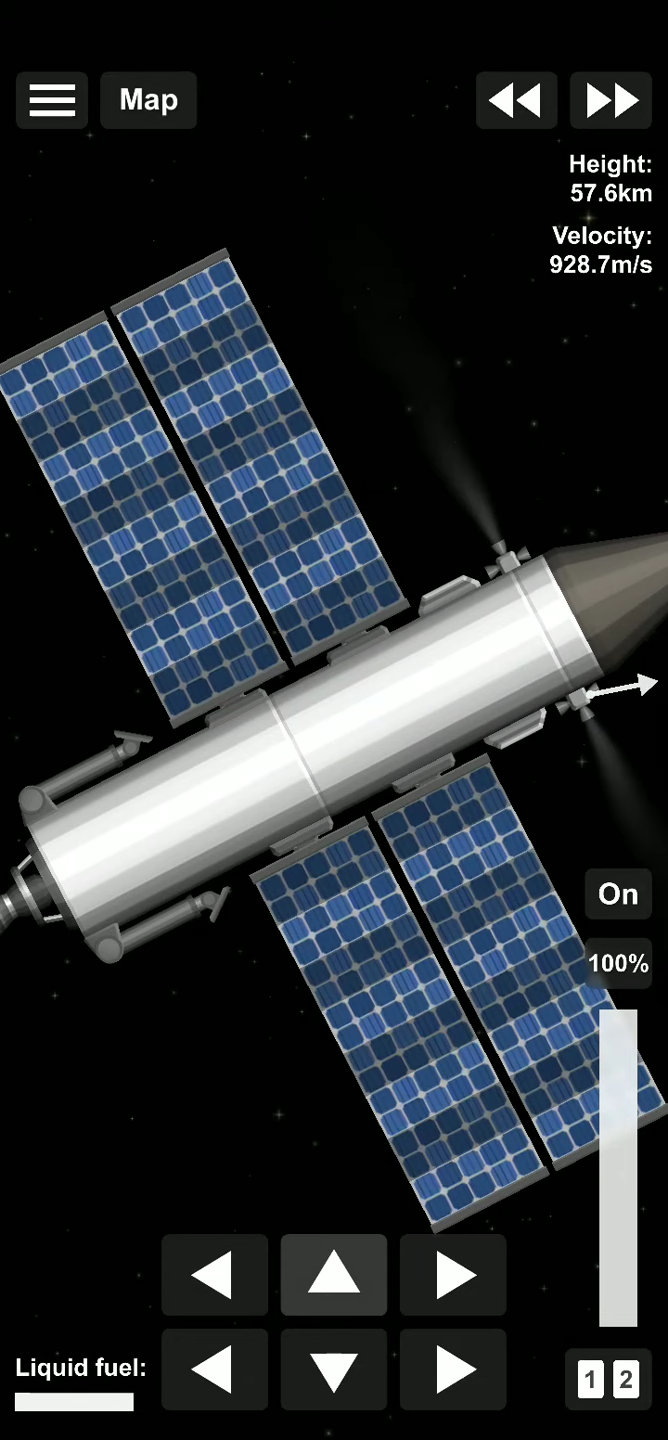 Map
Height:
57.6km
Velocity:
928.7m/s
On
100%
Liquid fuel:
1 2